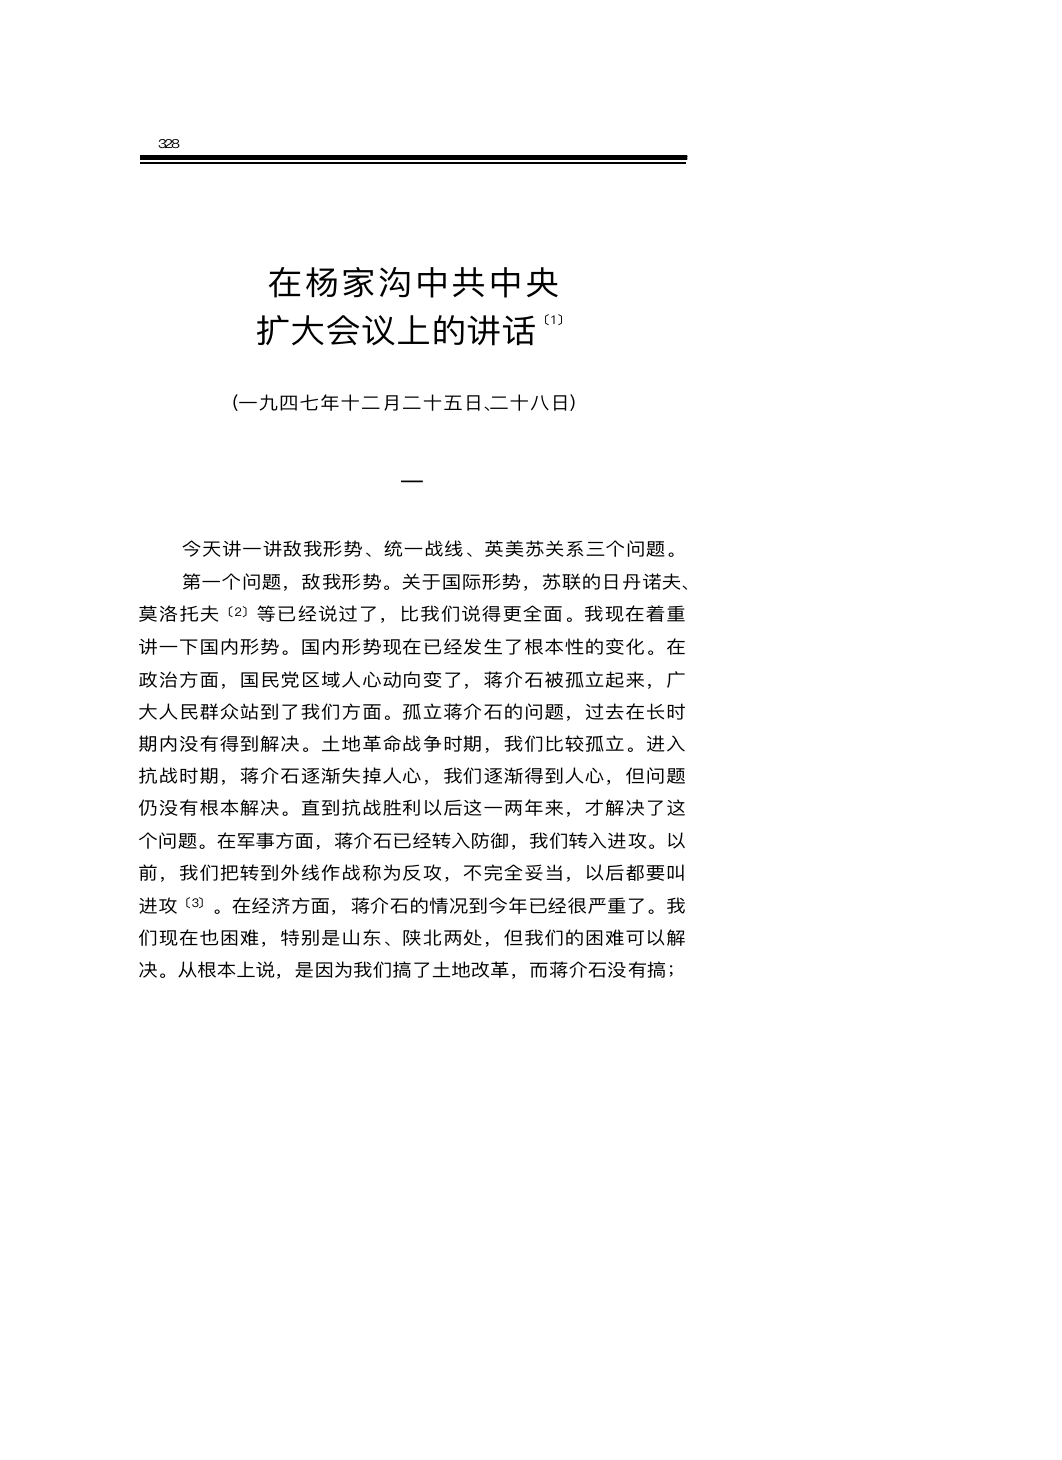 328
在杨家沟中共中央
扩大会议上的讲话〔1〕
(一九四七年十二月二十五日、二十八日)
一
今天讲一讲敌我形势、统一战线、英美苏关系三个问题。
第一个问题，敌我形势。关于国际形势，苏联的日丹诺夫、
莫洛托夫〔2〕等已经说过了，比我们说得更全面。我现在着重
讲一下国内形势。国内形势现在已经发生了根本性的变化。在
政治方面，国民党区域人心动向变了，蒋介石被孤立起来，广
大人民群众站到了我们方面。孤立蒋介石的问题，过去在长时
期内没有得到解决。土地革命战争时期，我们比较孤立。进入
抗战时期，蒋介石逐渐失掉人心，我们逐渐得到人心，但问题
仍没有根本解决。直到抗战胜利以后这一两年来，才解决了这
个问题。在军事方面，蒋介石已经转入防御，我们转入进攻。以
前，我们把转到外线作战称为反攻，不完全妥当，以后都要叫
进攻〔3〕。在经济方面，蒋介石的情况到今年已经很严重了。我
们现在也困难，特别是山东、陕北两处，但我们的困难可以解
决。从根本上说，是因为我们搞了土地改革，而蒋介石没有搞；